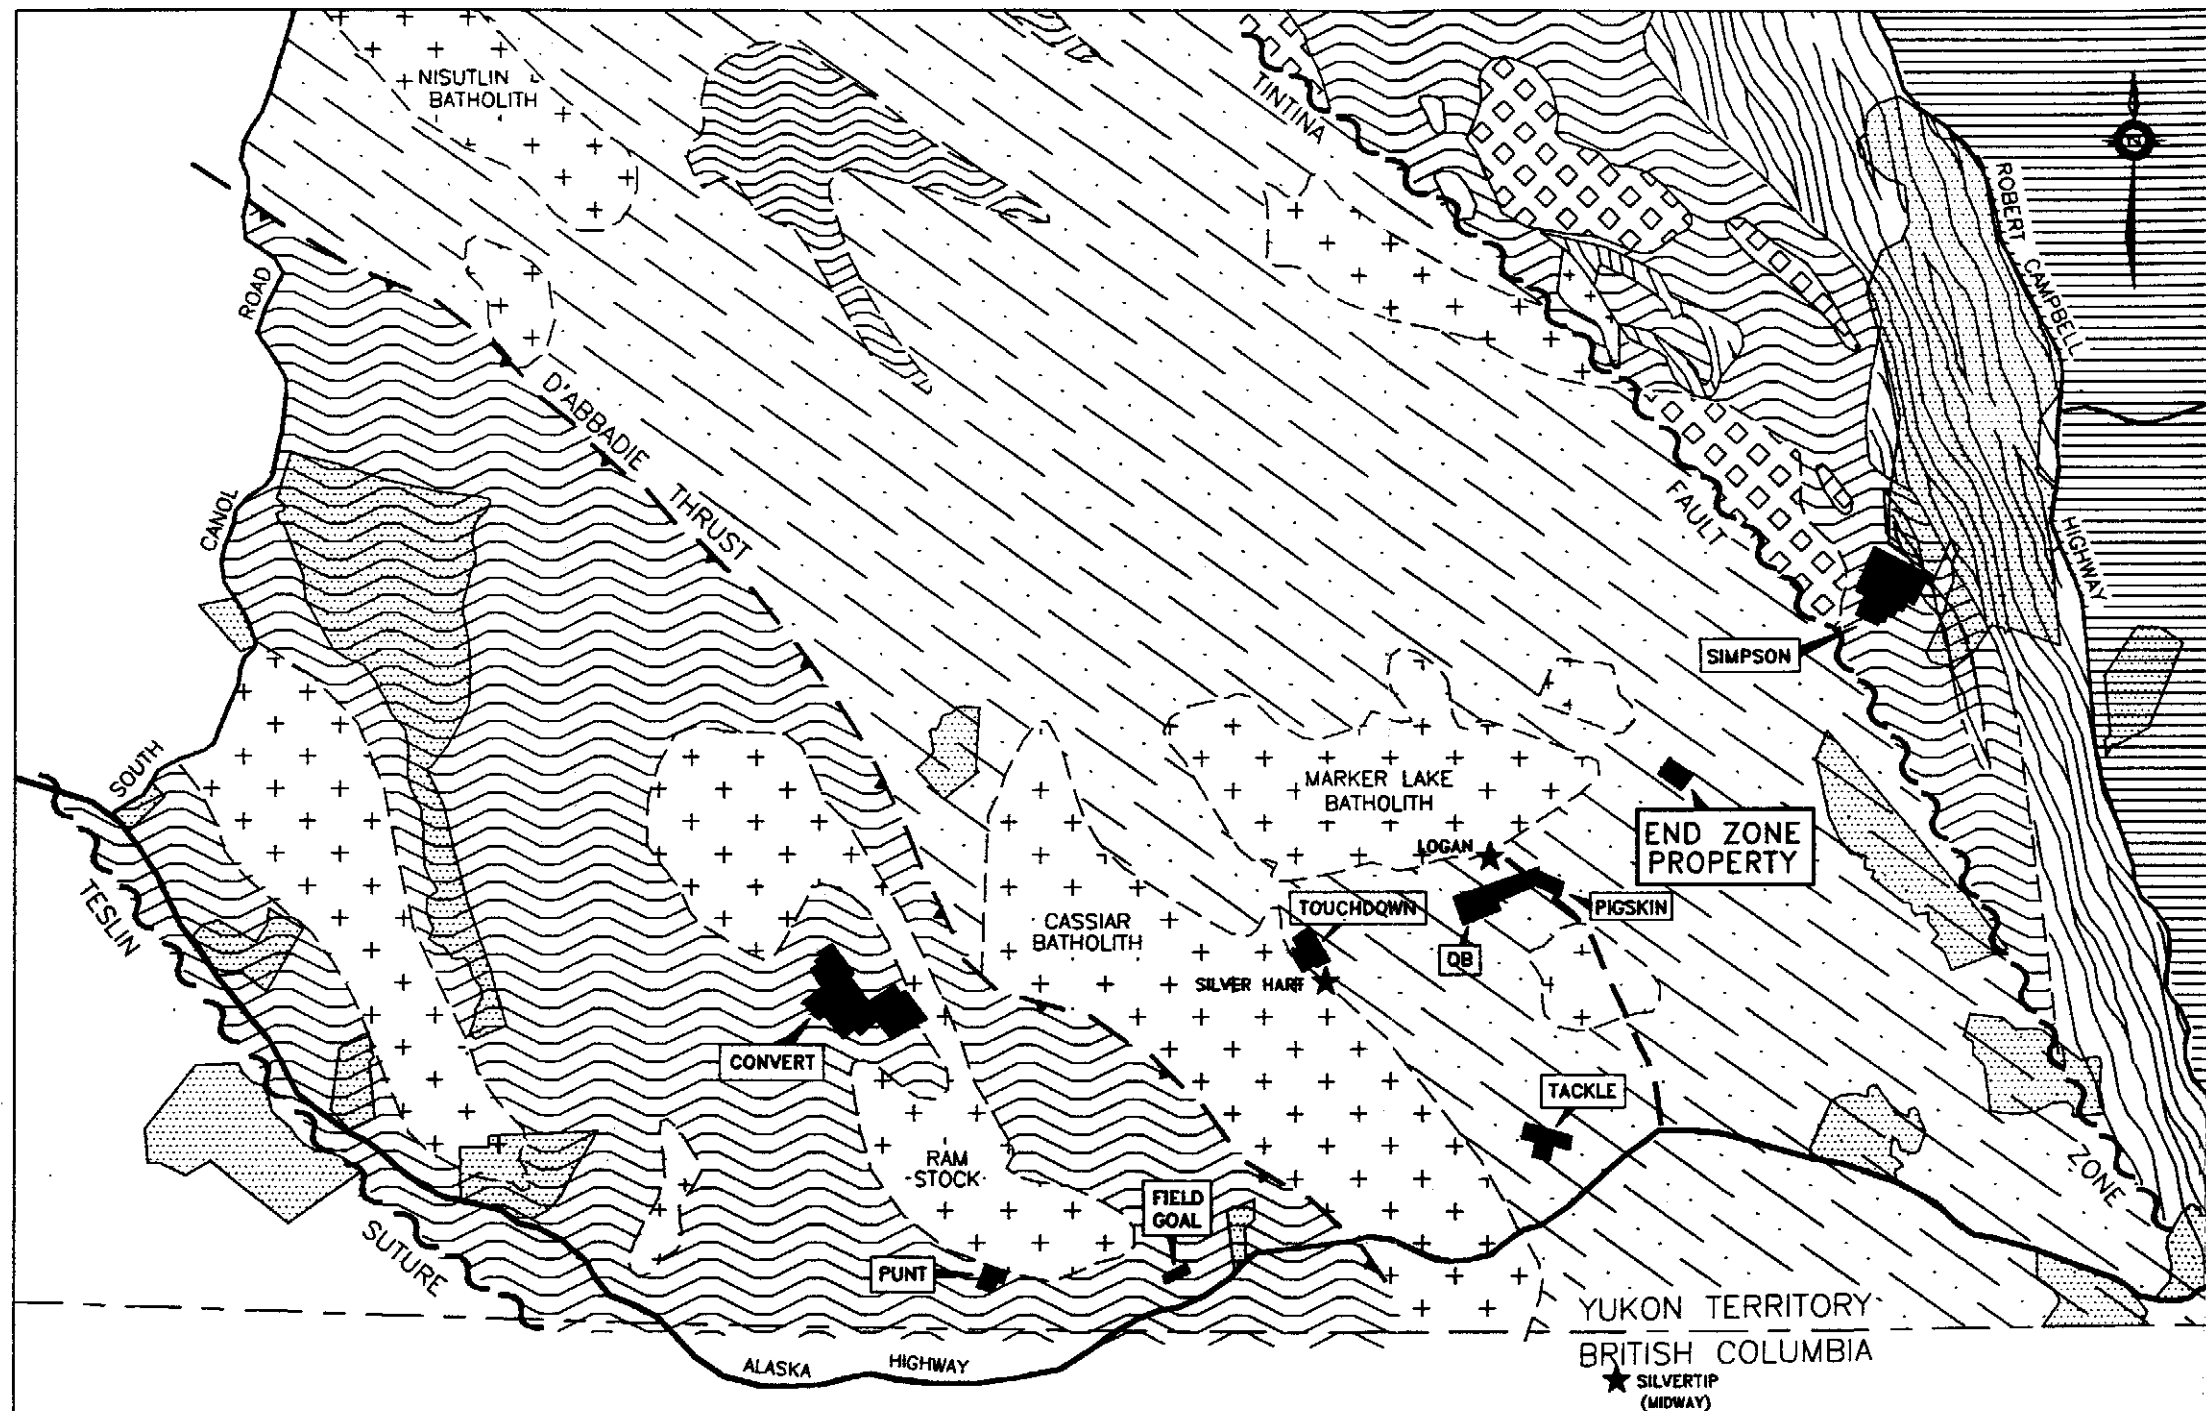 NISUTLIN
BATHOLITH
TINTINA
ROBERT CAMPBELL
N
ROAD
D'ABBADIE
THRUST
CANOL
FAULT
HIGHWAY
SIMPSON
SOUTH
MARKER LAKE
BATHOLITH
END ZONE
PROPERTY
LOGAN
TESLIN
TOUCHDOWN
PIGSKIN
CASSIAR
BATHOLITH
QB
SILVER HART
CONVERT
TACKLE
RAM
STOCK
ZONE
FIELD
GOAL
SUTURE
PUNT
YUKON TERRITORY
BRITISH COLUMBIA
ALASKA HIGHWAY
SILVERTIP
(MIDWAY)